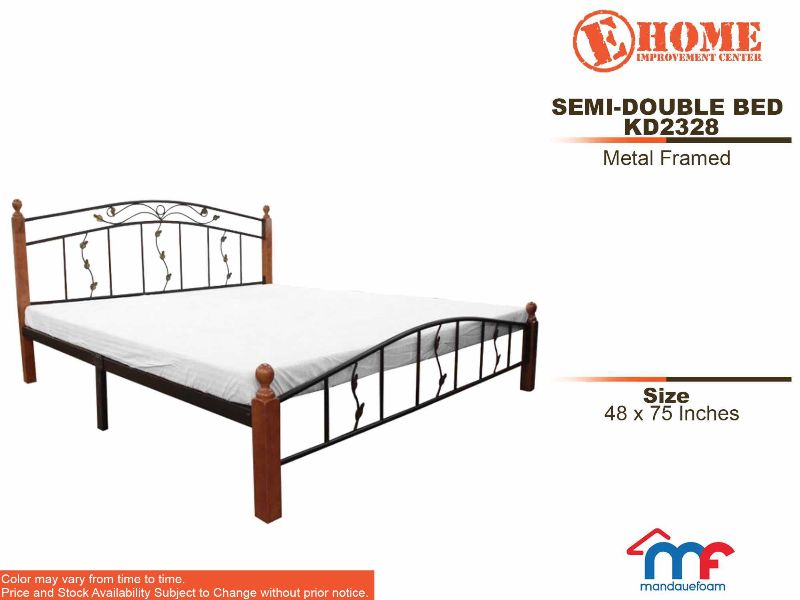 E HOME
IMPROVEMENT CENTER
SEMI-DOUBLE BED
KD2328
Metal Framed
Size
48 x 75 Inches
mf
mandauefoam
Color may vary from time to time.
Price and Stock Availability Subject to Change without prior notice.